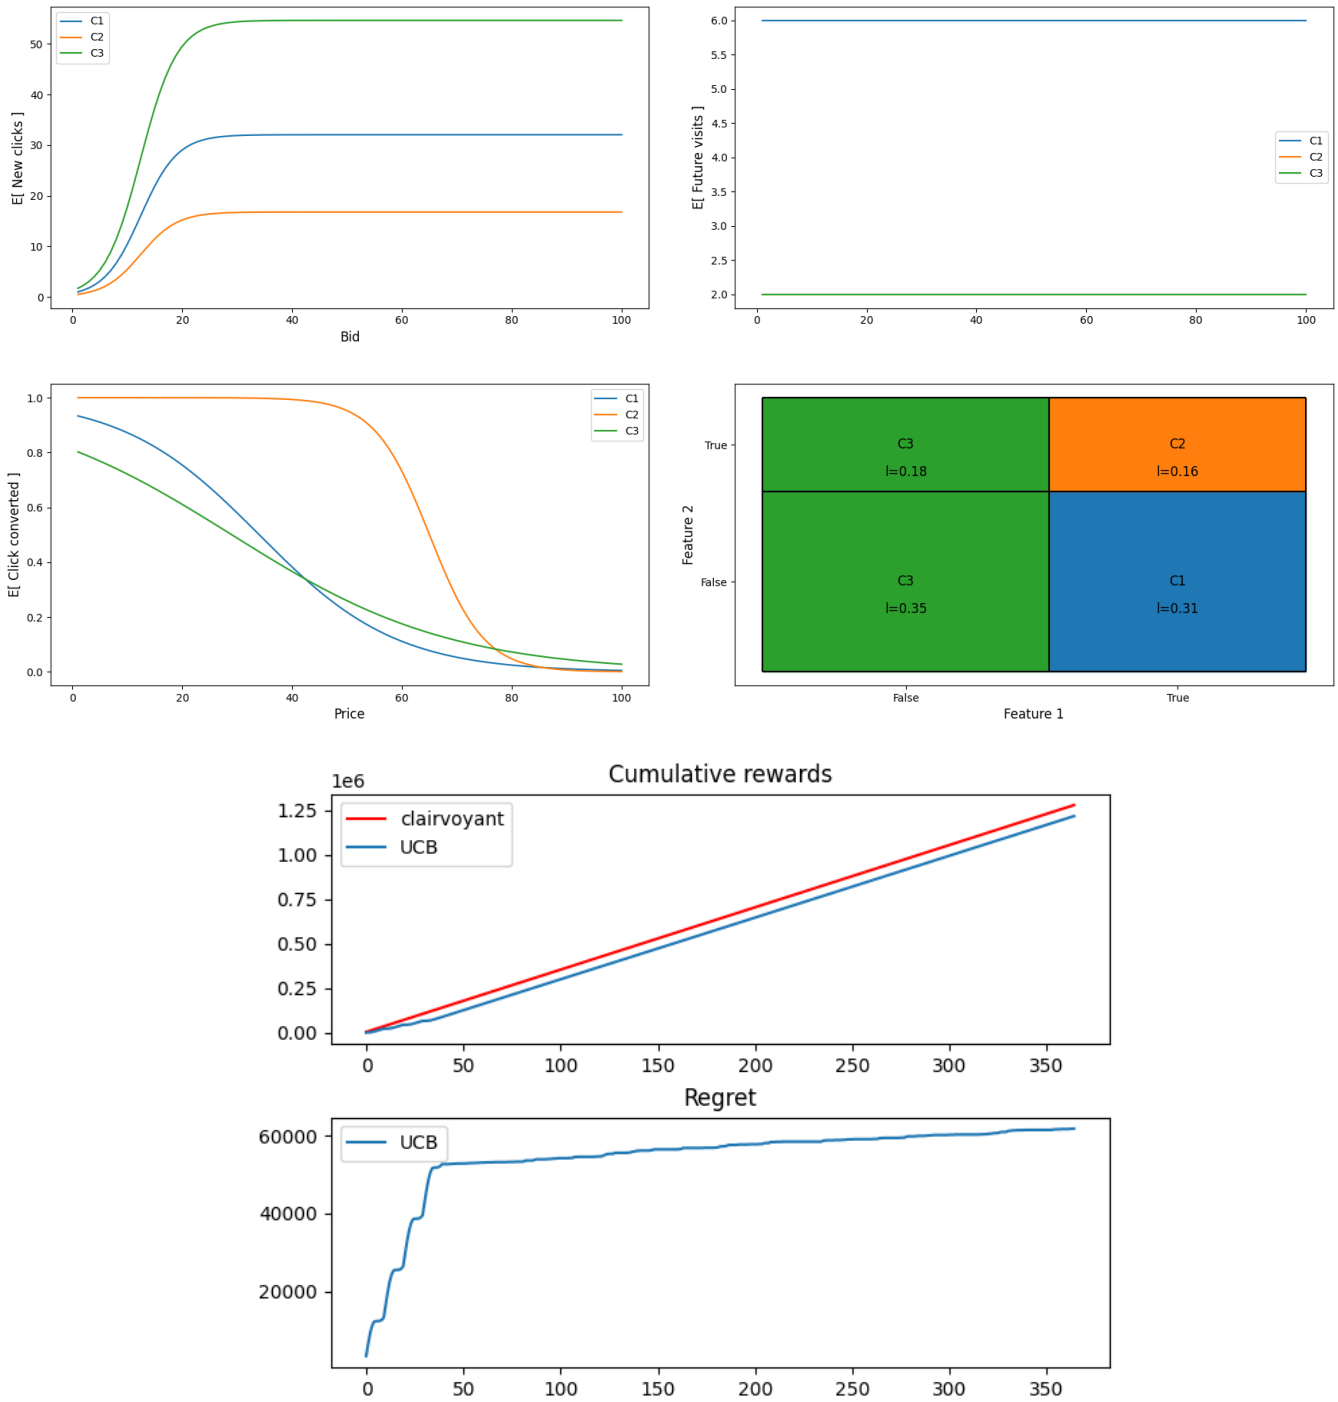 E[ New clicks ]
50
40
30
20
10
0
C1
C2
C3
0 20 40 60 80 100
Bid
E[ Future visits ]
6.0
5.5
5.0
4.5
4.0
3.5
3.0
2.5
2.0
C1
C2
C3
0 20 40 60 80 100
E[ Click converted ]
1.0
0.8
0.6
0.4
0.2
0.0
C1
C2
C3
0 20 40 60 80 100
Price
Feature 2
True
False
C3
l=0.18
C2
l=0.16
C3
l=0.35
C1
l=0.31
False True
Feature 1
Cumulative rewards
1e6
1.25
1.00
0.75
0.50
0.25
0.00
clairvoyant
UCB
0 50 100 150 200 250 300 350
Regret
60000
40000
20000
UCB
0 50 100 150 200 250 300 350